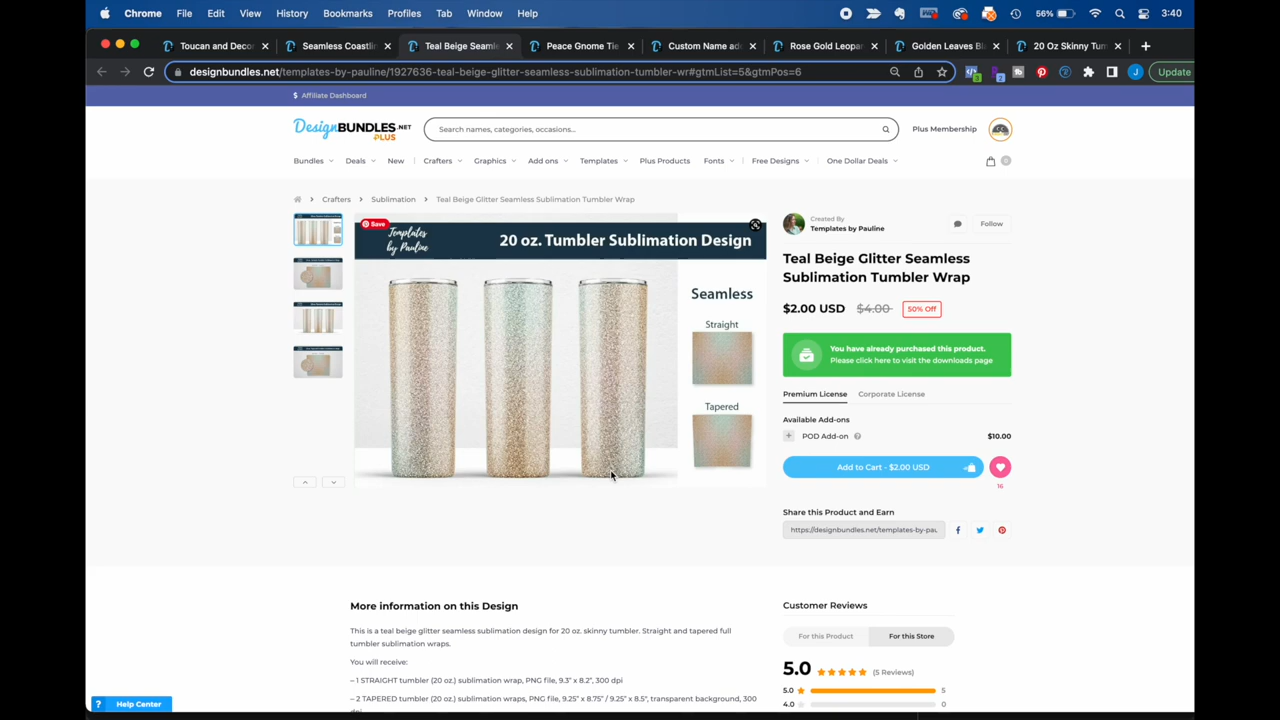 Chrome File Edit View History Bookmarks Profiles Tab Window Help 56% 3:40
Toucan and Deco Seamless Coastlin Teal Beige Seaml Peace Gnome Tie Custom Name ad Rose Gold Leopar Golden Leaves Bl 20 Oz Skinny Tum
designbundles.net/templates-by-pauline/1927636-teal-beige-glitter-seamless-sublimation-tumbler-wr#gtmList=5&gtmPos=6 J Update
$ Affiliate Dashboard
DesignBUNDLES.NET PLUS
Search names, categories, occasions...
Plus Membership
Bundles Deals New Crafters Graphics Add ons Templates Plus Products Fonts Free Designs One Dollar Deals 0
Crafters Sublimation Teal Beige Glitter Seamless Sublimation Tumbler Wrap
Save
Templates by Pauline
20 oz. Tumbler Sublimation Design
Seamless
Straight
Tapered
Created By
Templates by Pauline
Follow
Teal Beige Glitter Seamless
Sublimation Tumbler Wrap
$2.00 USD $4.00 50% Off
You have already purchased this product.
Please click here to visit the downloads page
Premium License Corporate License
Available Add-ons
+ POD Add-on ? $10.00
Add to Cart - $2.00 USD
16
Share this Product and Earn
https://designbundles.net/templates-by-pau
More information on this Design
This is a teal beige glitter seamless sublimation design for 20 oz. skinny tumbler. Straight and tapered full
tumbler sublimation wraps.
You will receive:
– 1 STRAIGHT tumbler (20 oz.) sublimation wrap, PNG file, 9.3" x 8.2", 300 dpi
– 2 TAPERED tumbler (20 oz.) sublimation wraps, PNG file, 9.25" x 8.75" / 9.25" x 8.5", transparent background, 300
Customer Reviews
For this Product For this Store
5.0 (5 Reviews)
5.0 5
4.0 0
? Help Center